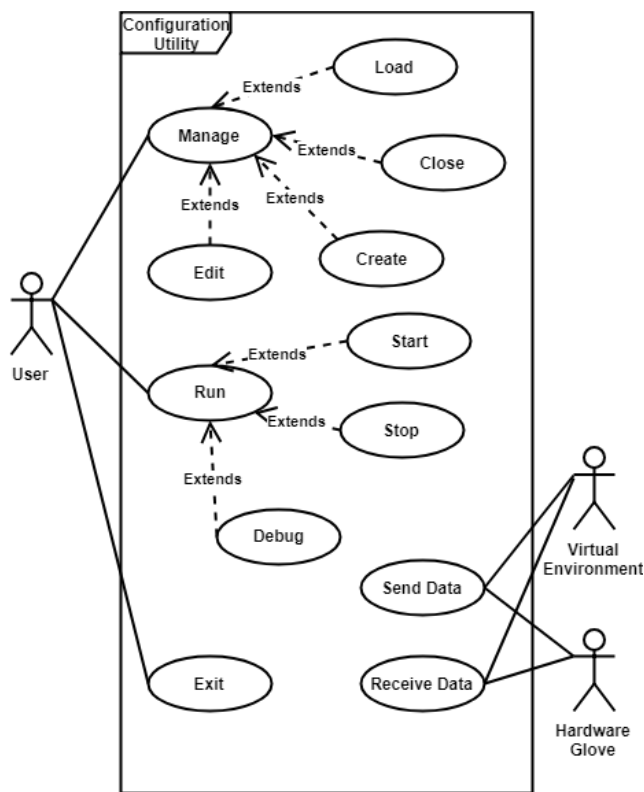 Configuration
Utility
Load
Extends
Manage
Extends
Close
Extends
Extends
Edit
Create
User
Start
Extends
Run
Extends
Stop
Extends
Debug
Virtual
Environment
Send Data
Exit
Receive Data
Hardware
Glove